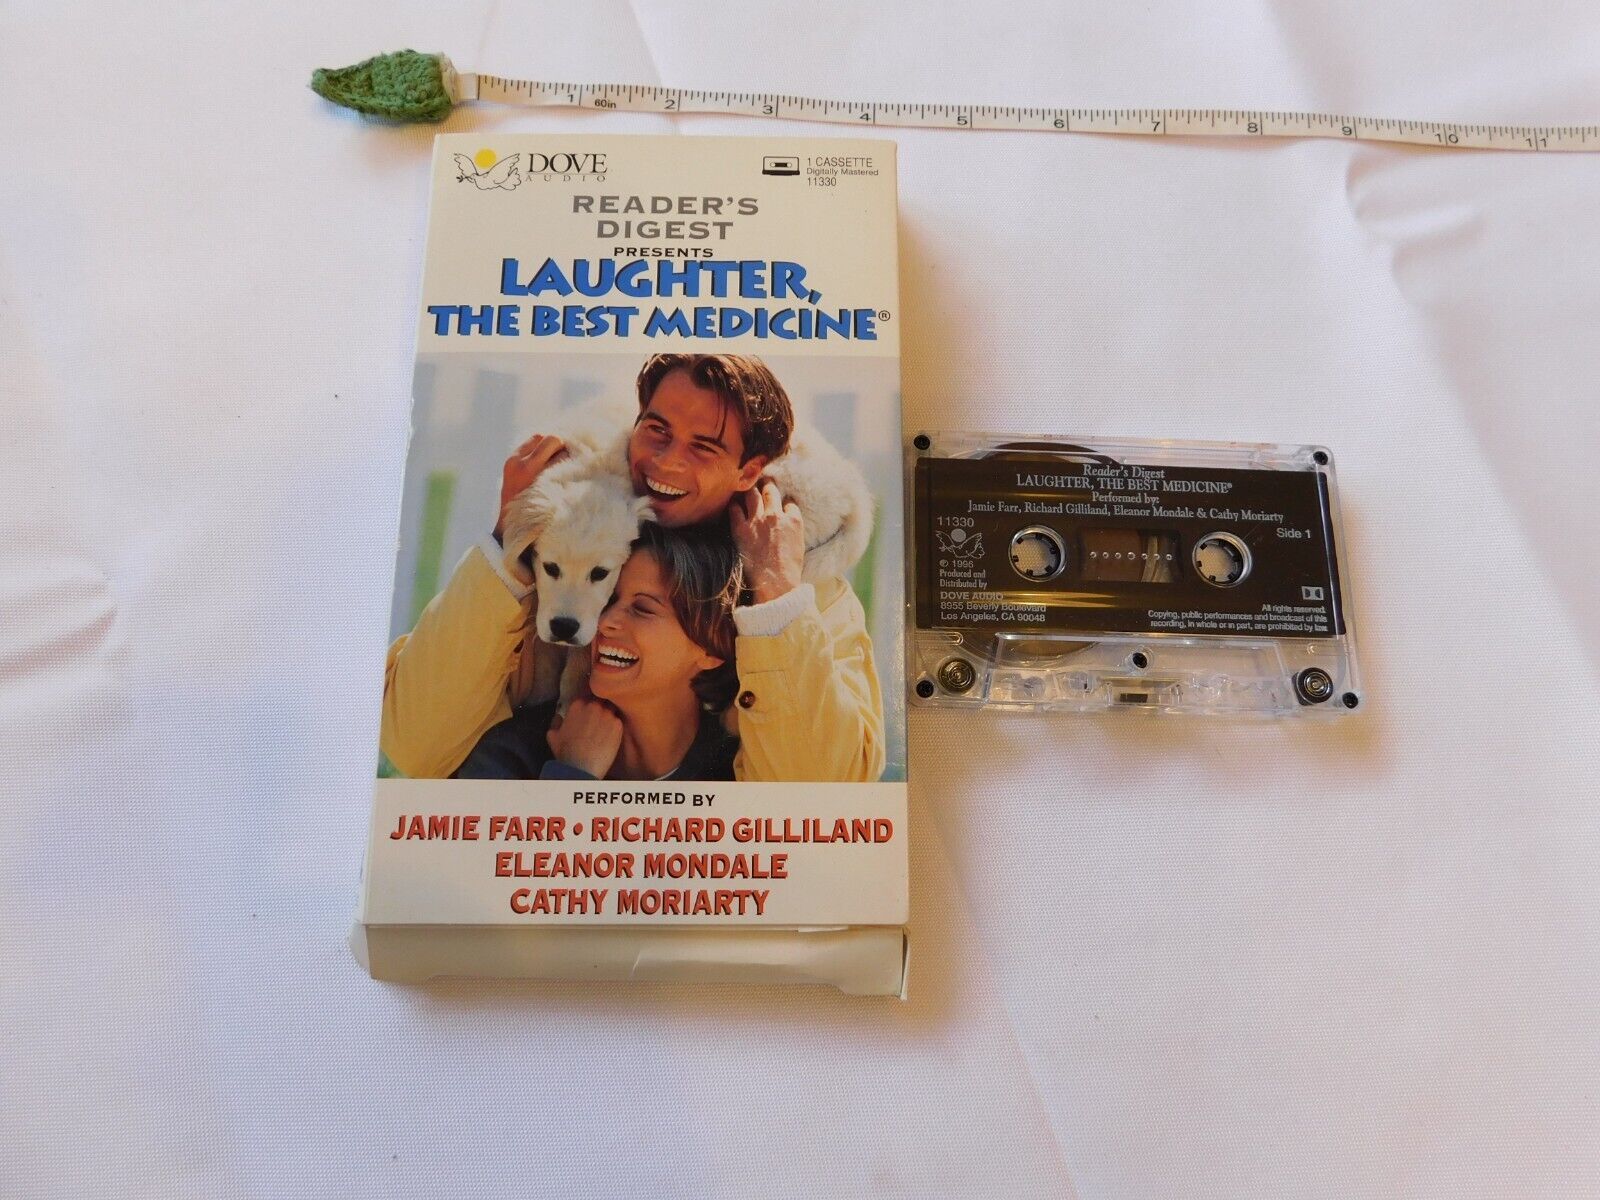 1 60in 2 3 4 5 6 7 8 9 10 11
DOVE
AUDIO
1 CASSETTE
Digitally Mastered
11330
READER'S
DIGEST
PRESENTS
LAUGHTER,
THE BEST MEDICINE®
PERFORMED BY
JAMIE FARR • RICHARD GILLILAND
ELEANOR MONDALE
CATHY MORIARTY
Reader's Digest
LAUGHTER, THE BEST MEDICINE®
Performed by:
Jamie Farr, Richard Gilliland, Eleanor Mondale & Cathy Moriarty
11330
Side 1
℗ 1996
Produced and
Distributed by
DOVE AUDIO
8955 Beverly Boulevard
Los Angeles, CA 90048
All rights reserved.
Copying, public performances and broadcast of this
recording, in whole or in part, are prohibited by law.